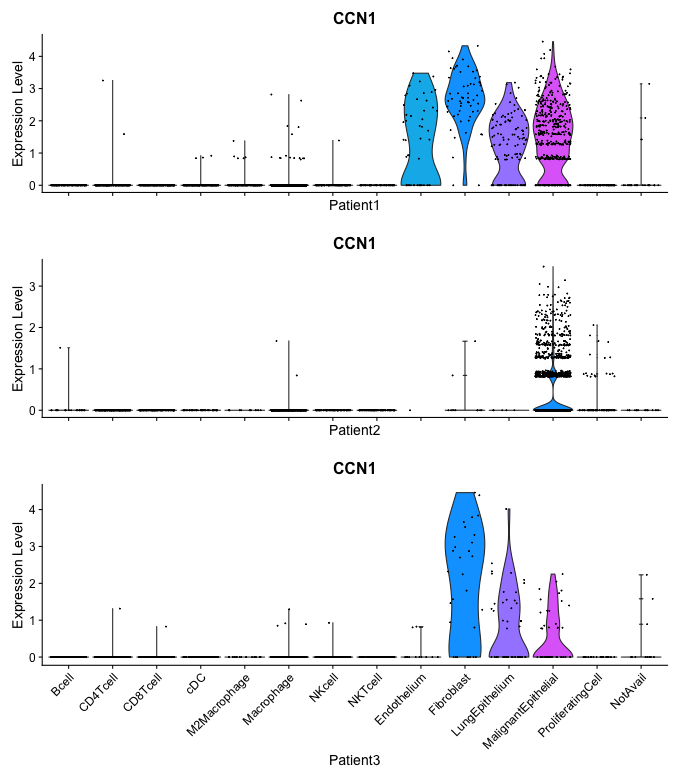 CCN1
Expression Level
4
3
2
1
0
Patient1
CCN1
Expression Level
3
2
1
0
Patient2
CCN1
Expression Level
4
3
2
1
0
Bcell
CD4Tcell
CD8Tcell
cDC
M2Macrophage
Macrophage
NKcell
NKTcell
Endothelium
Fibroblast
LungEpithelium
MalignantEpithelial
ProliferatingCell
NotAvail
Patient3